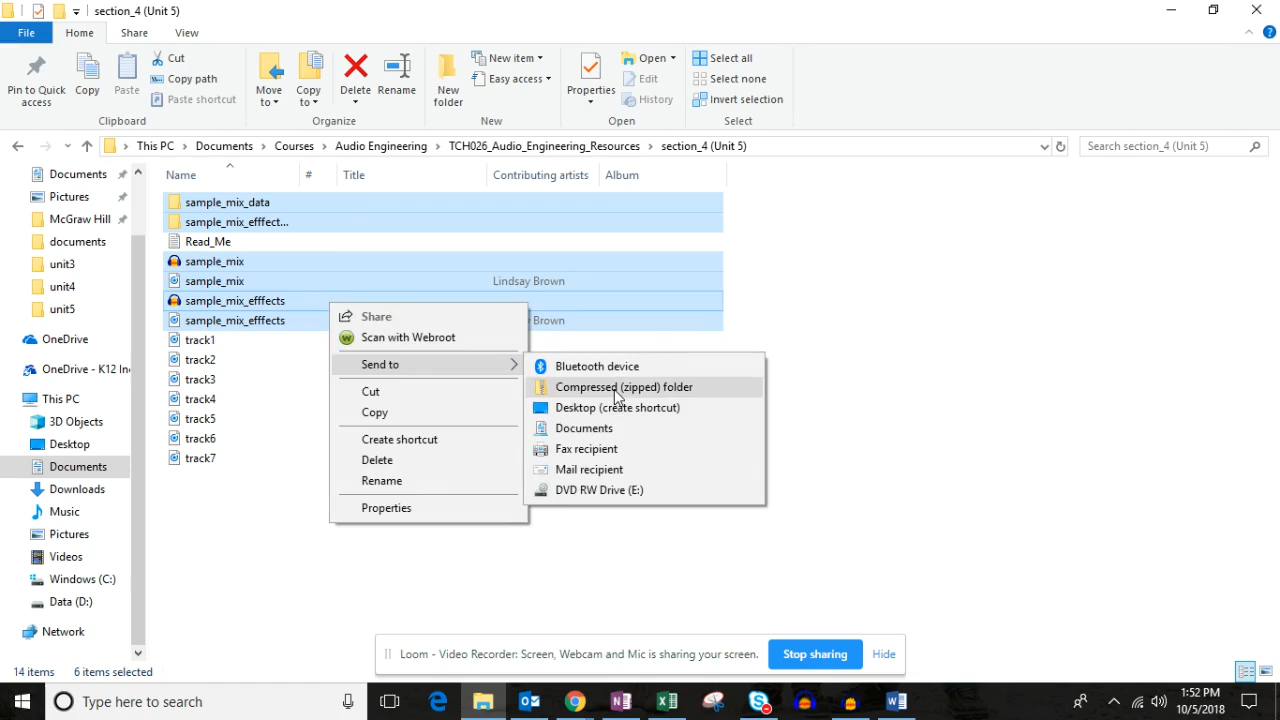 section_4 (Unit 5)
File Home Share View
Pin to Quick access
Copy
Paste
Cut
Copy path
Paste shortcut
Clipboard
Move to
Copy to
Delete
Rename
Organize
New folder
New item
Easy access
New
Properties
Open
Edit
History
Open
Select all
Select none
Invert selection
Select
This PC Documents Courses Audio Engineering TCH026_Audio_Engineering_Resources section_4 (Unit 5)
Search section_4 (Unit 5)
Documents
Pictures
McGraw Hill
documents
unit3
unit4
unit5
OneDrive
OneDrive - K12 In
This PC
3D Objects
Desktop
Documents
Downloads
Music
Pictures
Videos
Windows (C:)
Data (D:)
Network
Name # Title Contributing artists Album
sample_mix_data
sample_mix_efffect...
Read_Me
sample_mix
sample_mix Lindsay Brown
sample_mix_efffects
sample_mix_efffects Brown
track1
track2
track3
track4
track5
track6
track7
Share
Scan with Webroot
Send to
Cut
Copy
Create shortcut
Delete
Rename
Properties
Bluetooth device
Compressed (zipped) folder
Desktop (create shortcut)
Documents
Fax recipient
Mail recipient
DVD RW Drive (E:)
Loom - Video Recorder: Screen, Webcam and Mic is sharing your screen. Stop sharing Hide
14 items 6 items selected
Type here to search
1:52 PM
10/5/2018